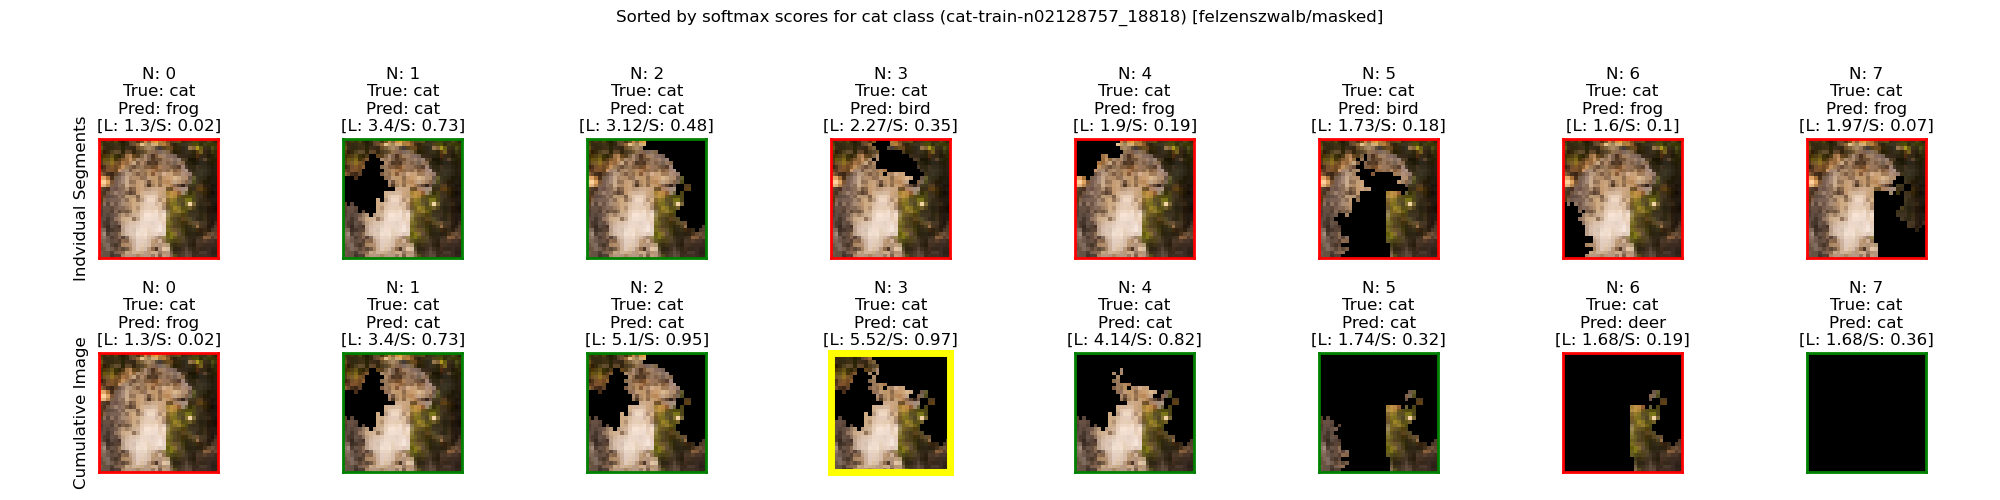 Sorted by softmax scores for cat class (cat-train-n02128757_18818) [felzenszwalb/masked]
Indvidual Segments
N: 0
True: cat
Pred: frog
[L: 1.3/S: 0.02]
N: 1
True: cat
Pred: cat
[L: 3.4/S: 0.73]
N: 2
True: cat
Pred: cat
[L: 3.12/S: 0.48]
N: 3
True: cat
Pred: bird
[L: 2.27/S: 0.35]
N: 4
True: cat
Pred: frog
[L: 1.9/S: 0.19]
N: 5
True: cat
Pred: bird
[L: 1.73/S: 0.18]
N: 6
True: cat
Pred: frog
[L: 1.6/S: 0.1]
N: 7
True: cat
Pred: frog
[L: 1.97/S: 0.07]
Cumulative Image
N: 0
True: cat
Pred: frog
[L: 1.3/S: 0.02]
N: 1
True: cat
Pred: cat
[L: 3.4/S: 0.73]
N: 2
True: cat
Pred: cat
[L: 5.1/S: 0.95]
N: 3
True: cat
Pred: cat
[L: 5.52/S: 0.97]
N: 4
True: cat
Pred: cat
[L: 4.14/S: 0.82]
N: 5
True: cat
Pred: cat
[L: 1.74/S: 0.32]
N: 6
True: cat
Pred: deer
[L: 1.68/S: 0.19]
N: 7
True: cat
Pred: cat
[L: 1.68/S: 0.36]